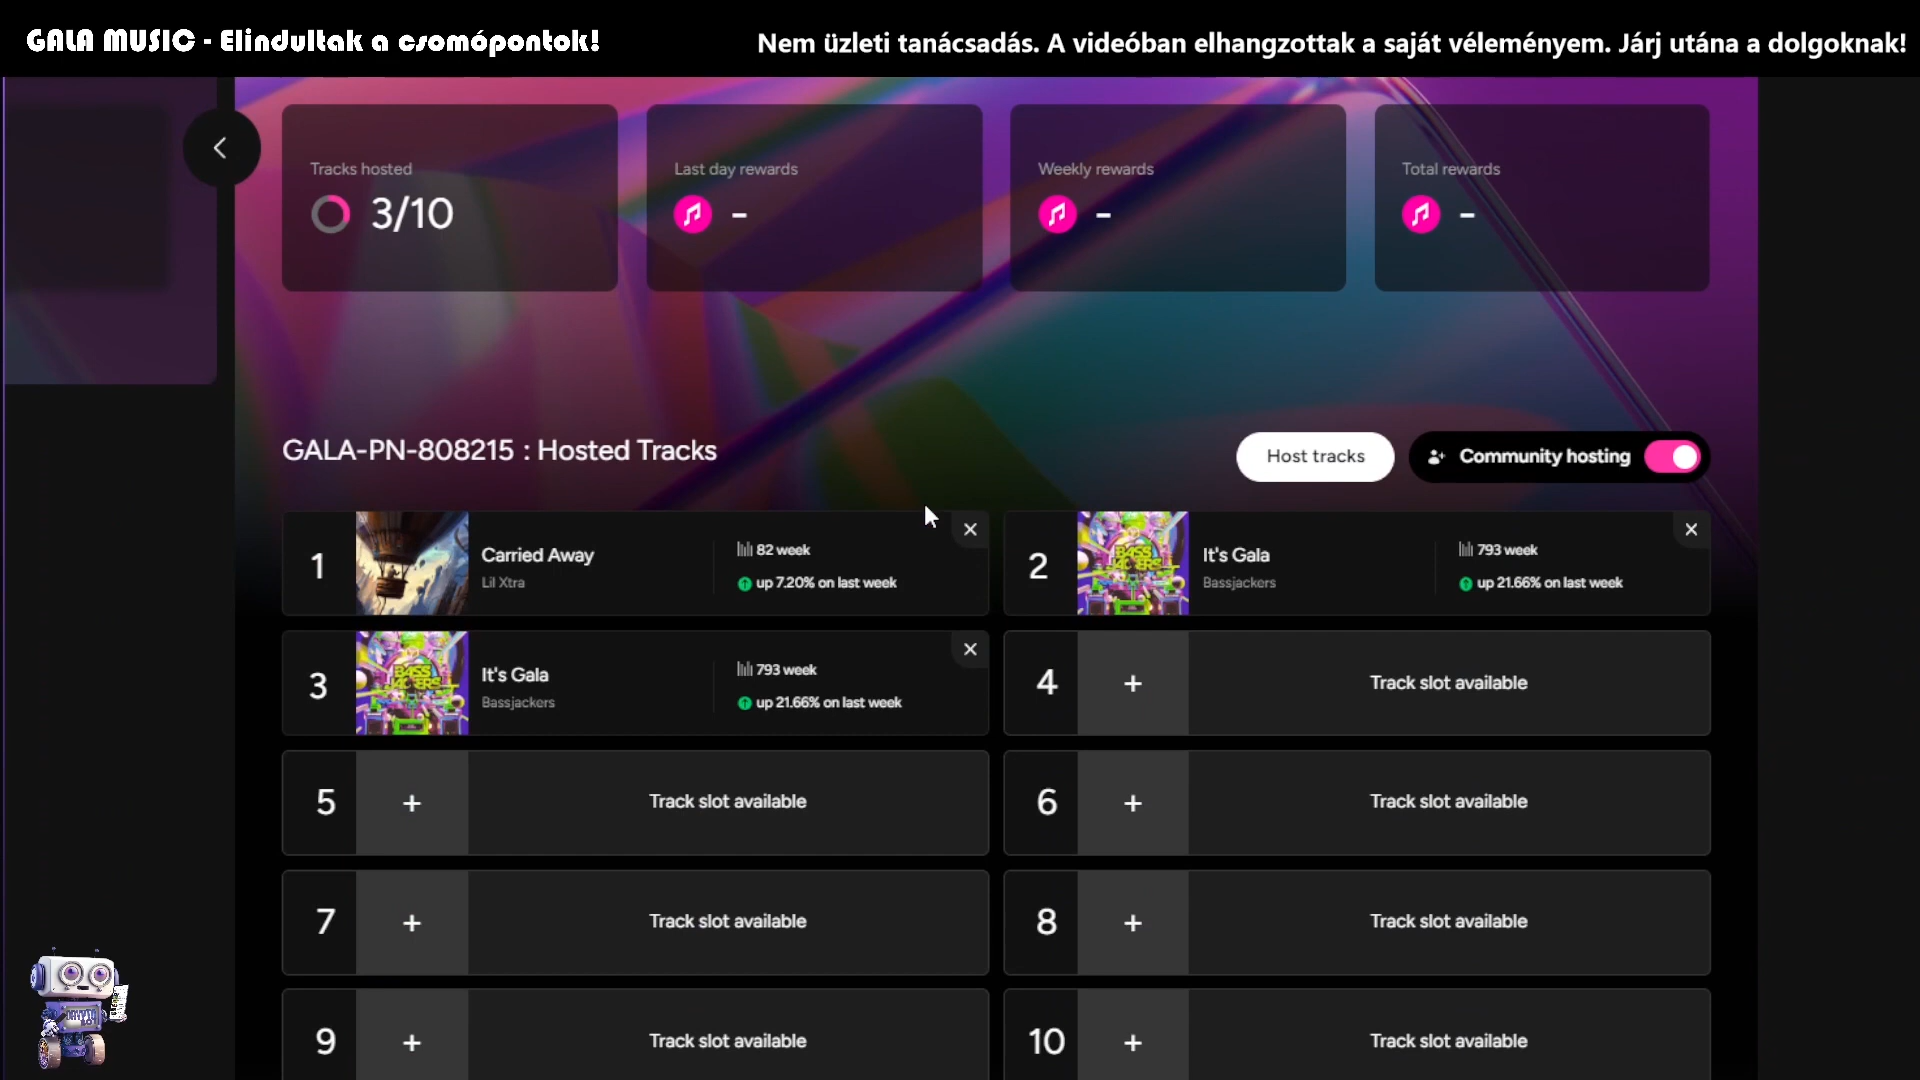 GALA MUSIC - Elindultak a csomópontok!
Nem üzleti tanácsadás. A videóban elhangzottak a saját véleményem. Járj utána a dolgoknak!
Tracks hosted
3/10
Last day rewards
-
Weekly rewards
-
Total rewards
-
GALA-PN-808215 : Hosted Tracks
Host tracks
Community hosting
1
Carried Away
Lil Xtra
82 week
up 7.20% on last week
2
BASS JACKERS
It's Gala
Bassjackers
793 week
up 21.66% on last week
3
BASS JACKERS
It's Gala
Bassjackers
793 week
up 21.66% on last week
4
+
Track slot available
5
+
Track slot available
6
+
Track slot available
7
+
Track slot available
8
+
Track slot available
9
+
Track slot available
10
+
Track slot available